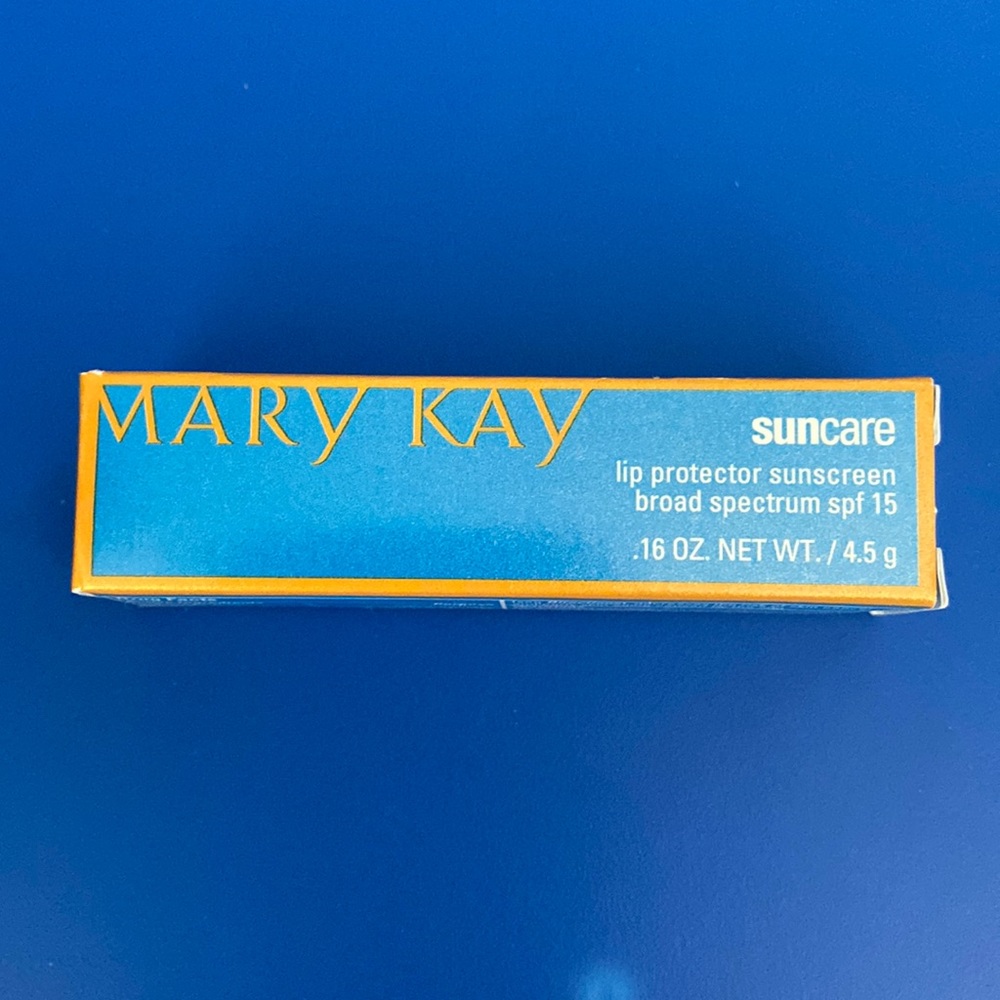 MARY KAY
suncare
lip protector sunscreen
broad spectrum spf 15
.16 OZ. NET WT. / 4.5 g